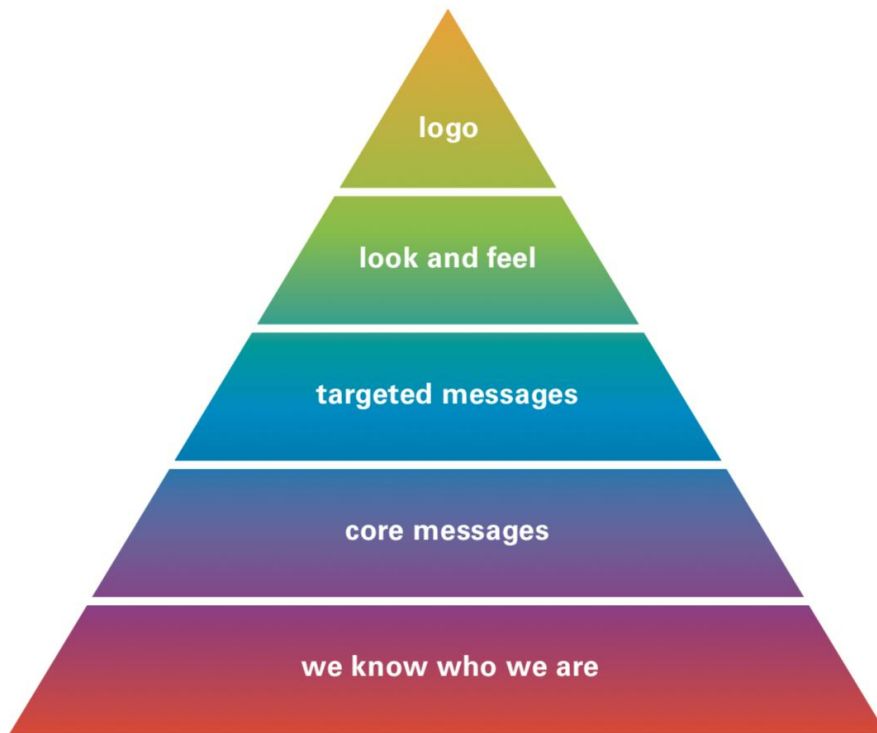 logo
look and feel
targeted messages
core messages
we know who we are